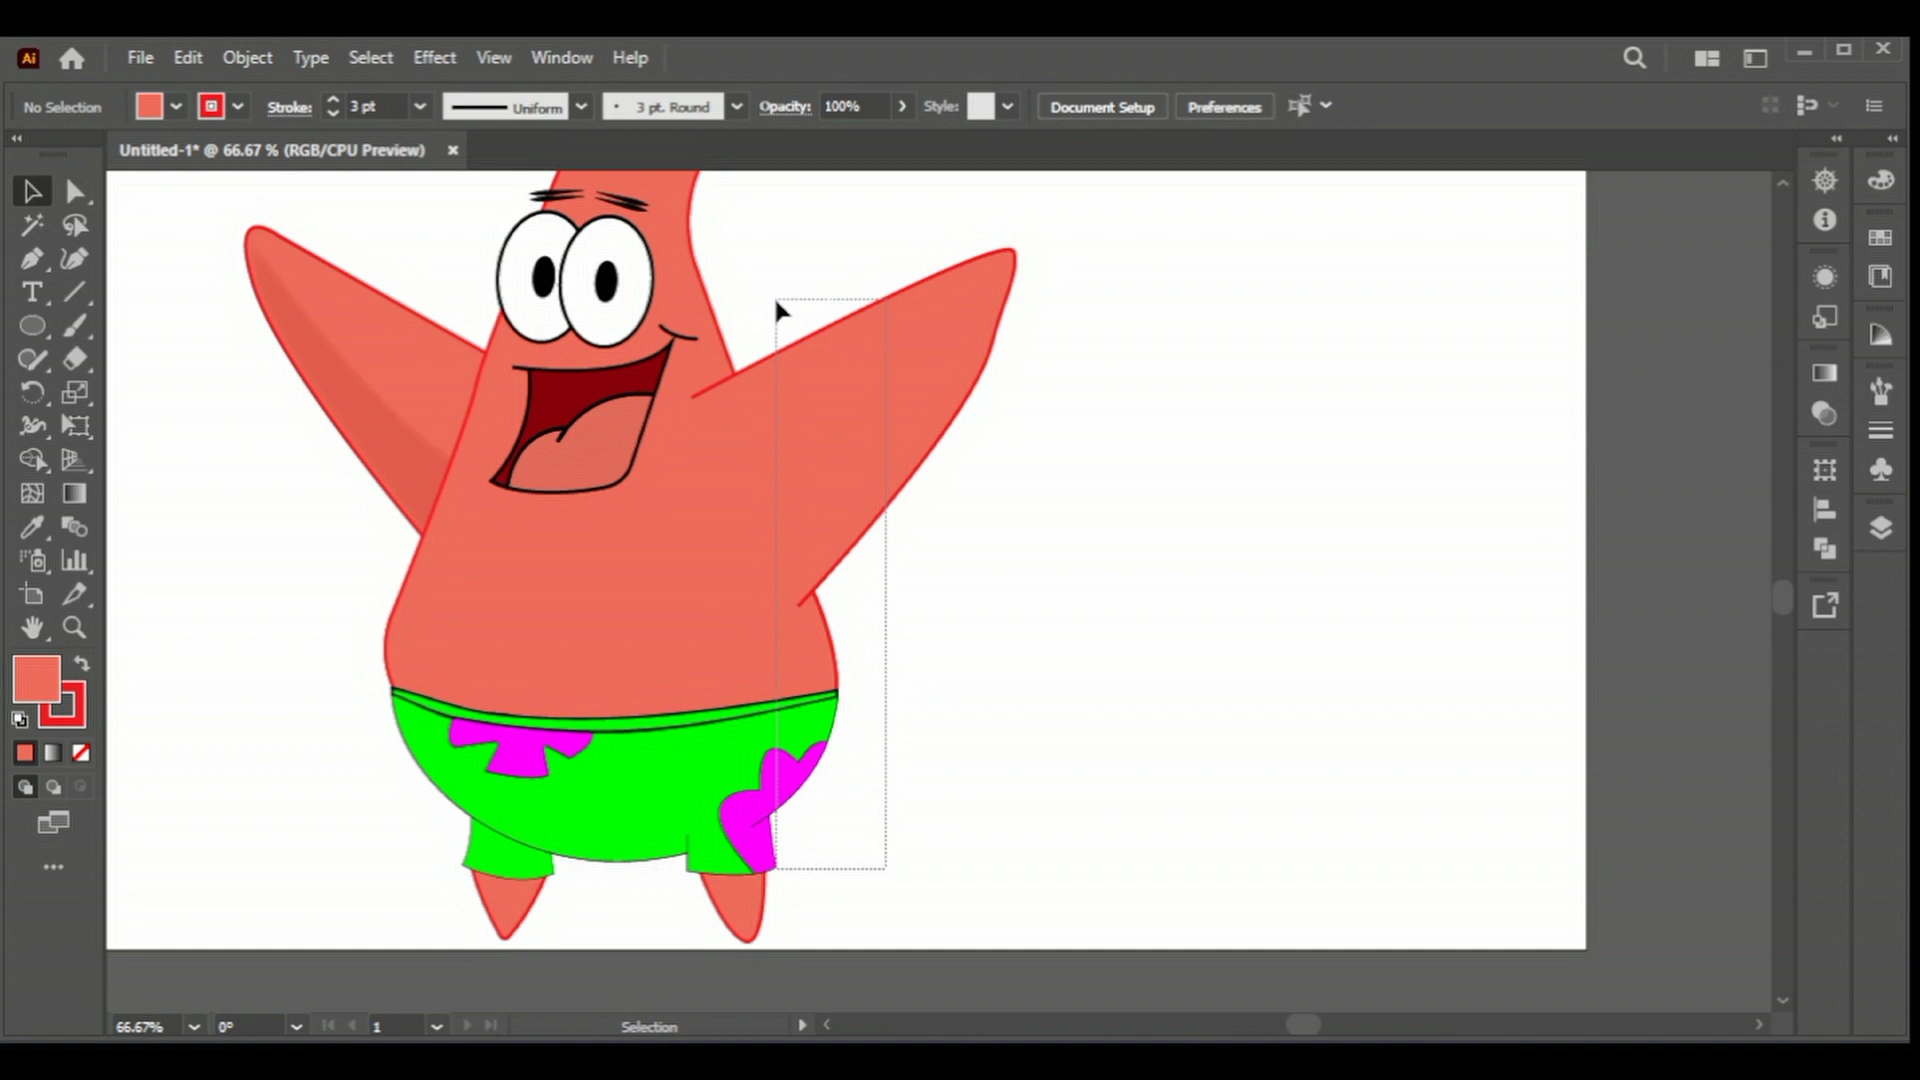 Ai File Edit Object Type Select Effect View Window Help
No Selection Stroke: 3 pt Uniform 3 pt. Round Opacity: 100% Style: Document Setup Preferences
Untitled-1* @ 66.67 % (RGB/CPU Preview)
66.67% 0° 1 Selection